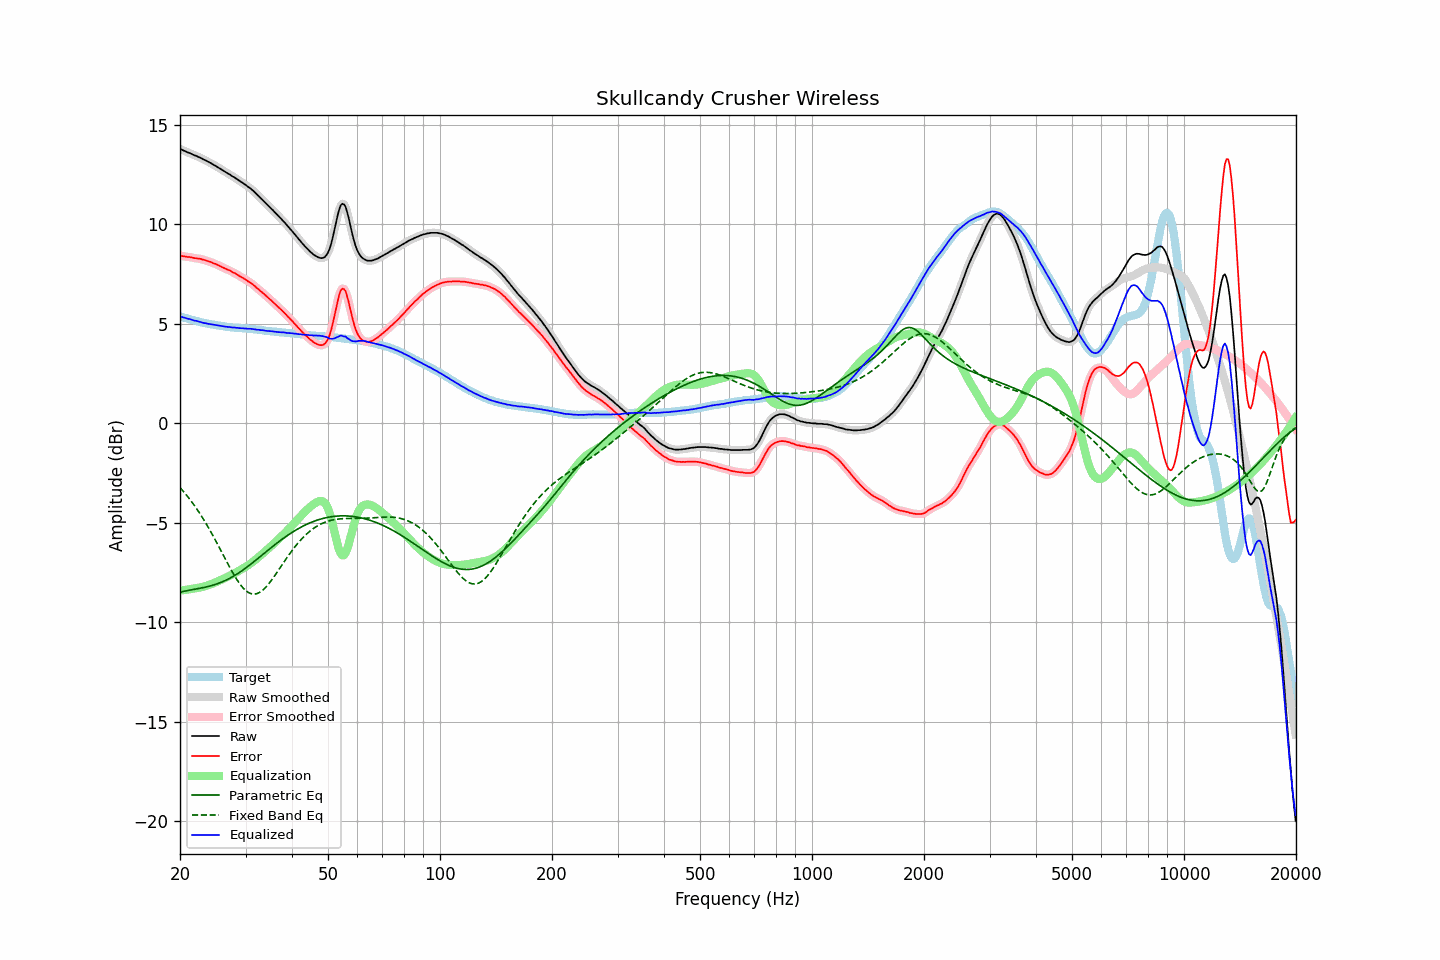 Skullcandy Crusher Wireless
Amplitude (dBr)
15
10
5
0
−5
−10
−15
−20
Target
Raw Smoothed
Error Smoothed
Raw
Error
Equalization
Parametric Eq
Fixed Band Eq
Equalized
20 50 100 200 500 1000 2000 5000 10000 20000
Frequency (Hz)